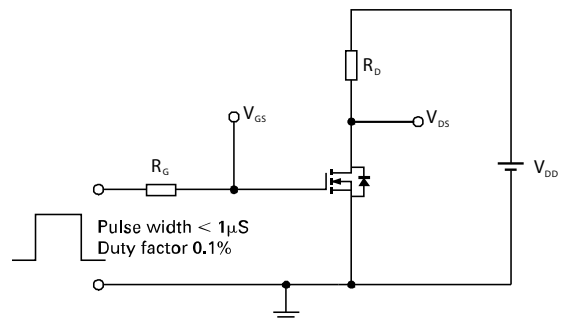 R_D
V_GS
V_DS
R_G
V_DD
Pulse width < 1μS
Duty factor 0.1%